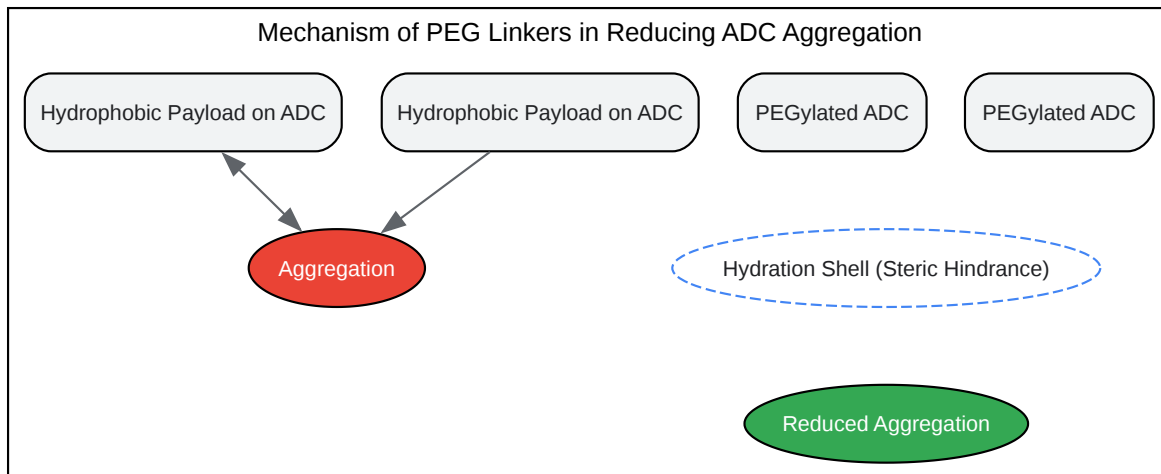 Mechanism of PEG Linkers in Reducing ADC Aggregation
Hydrophobic Payload on ADC
Hydrophobic Payload on ADC
PEGylated ADC
PEGylated ADC
Aggregation
Hydration Shell (Steric Hindrance)
Reduced Aggregation